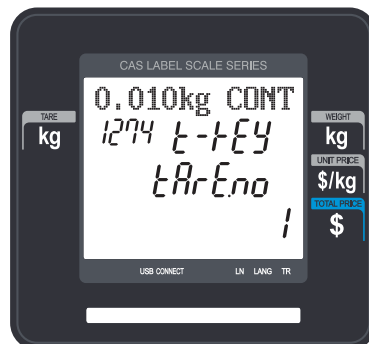 CAS LABEL SCALE SERIES
0.010kg CONT
1274 t-tEY
tArE.no
1
TARE
kg
WEIGHT
kg
UNIT PRICE
$/kg
TOTAL PRICE
$
USB CONNECT LN LANG TR